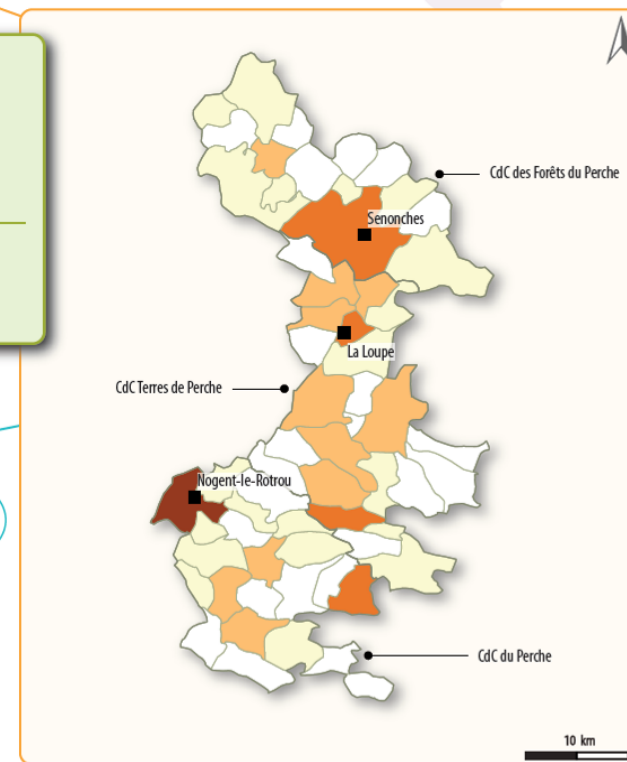 CdC des Forêts du Perche
Senonches
La Loupe
CdC Terres de Perche
Nogent-le-Rotrou
CdC du Perche
10 km